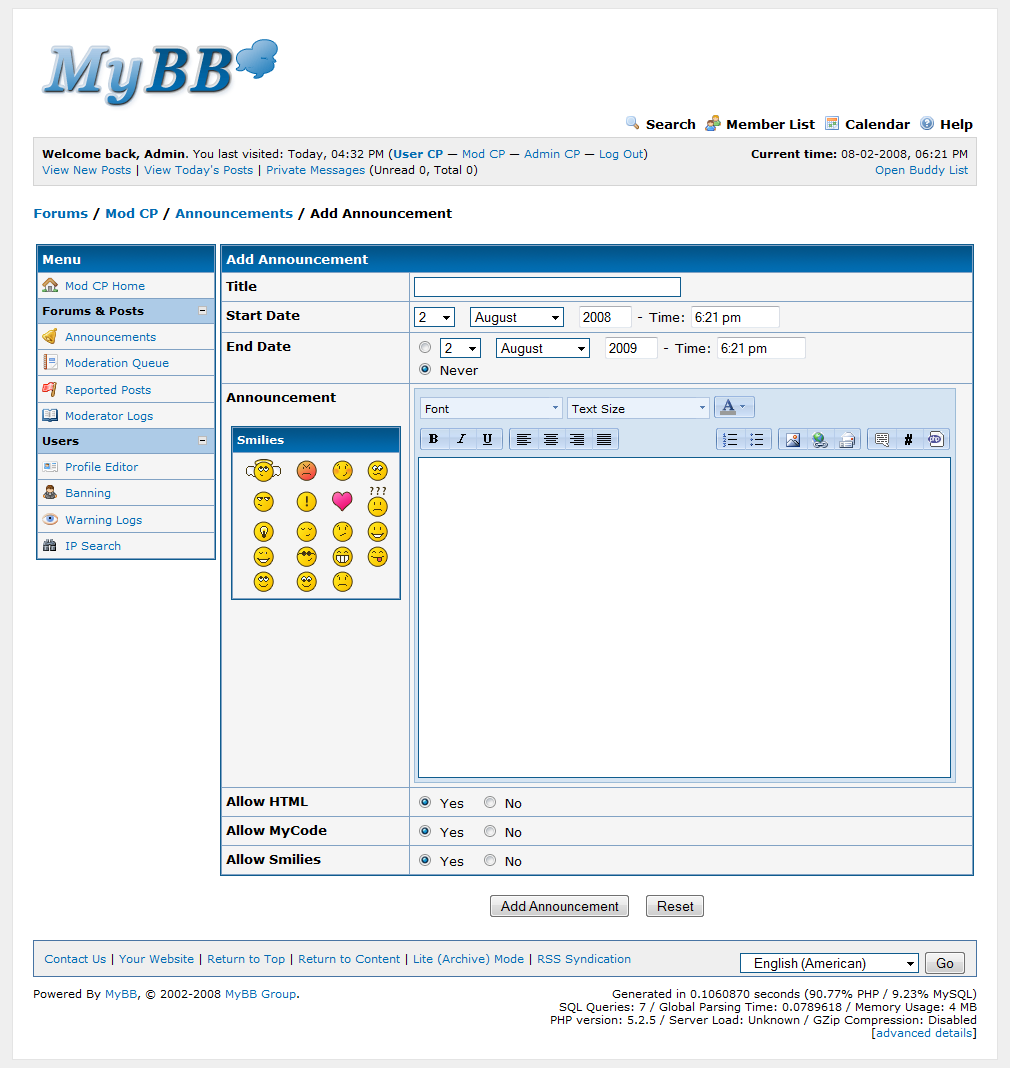 MyBB
Search Member List Calendar Help
Welcome back, Admin. You last visited: Today, 04:32 PM (User CP — Mod CP — Admin CP — Log Out)
Current time: 08-02-2008, 06:21 PM
View New Posts | View Today's Posts | Private Messages (Unread 0, Total 0)
Open Buddy List
Forums / Mod CP / Announcements / Add Announcement
Menu
Mod CP Home
Forums & Posts
Announcements
Moderation Queue
Reported Posts
Moderator Logs
Users
Profile Editor
Banning
Warning Logs
IP Search
Add Announcement
Title
Start Date 2 August 2008 - Time: 6:21 pm
End Date 2 August 2009 - Time: 6:21 pm
Never
Announcement
Smilies
???
!
Font Text Size A
B I U #
Allow HTML Yes No
Allow MyCode Yes No
Allow Smilies Yes No
Add Announcement Reset
Contact Us | Your Website | Return to Top | Return to Content | Lite (Archive) Mode | RSS Syndication
English (American) Go
Powered By MyBB, © 2002-2008 MyBB Group.
Generated in 0.1060870 seconds (90.77% PHP / 9.23% MySQL)
SQL Queries: 7 / Global Parsing Time: 0.0789618 / Memory Usage: 4 MB
PHP version: 5.2.5 / Server Load: Unknown / GZip Compression: Disabled
[advanced details]